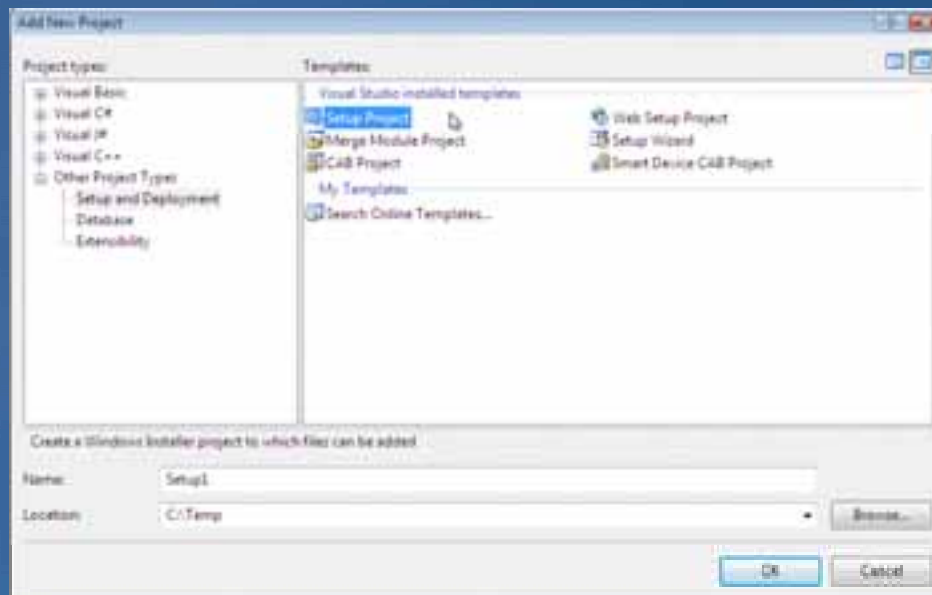 Add New Project
Project types:
Templates:
Visual Basic
Visual C#
Visual J#
Visual C++
Other Project Types
Setup and Deployment
Database
Extensibility
Visual Studio installed templates
Setup Project
Merge Module Project
CAB Project
Web Setup Project
Setup Wizard
Smart Device CAB Project
My Templates
Search Online Templates...
Create a Windows Installer project to which files can be added
Name:
Setup1
Location:
C:\Temp
Browse...
OK
Cancel